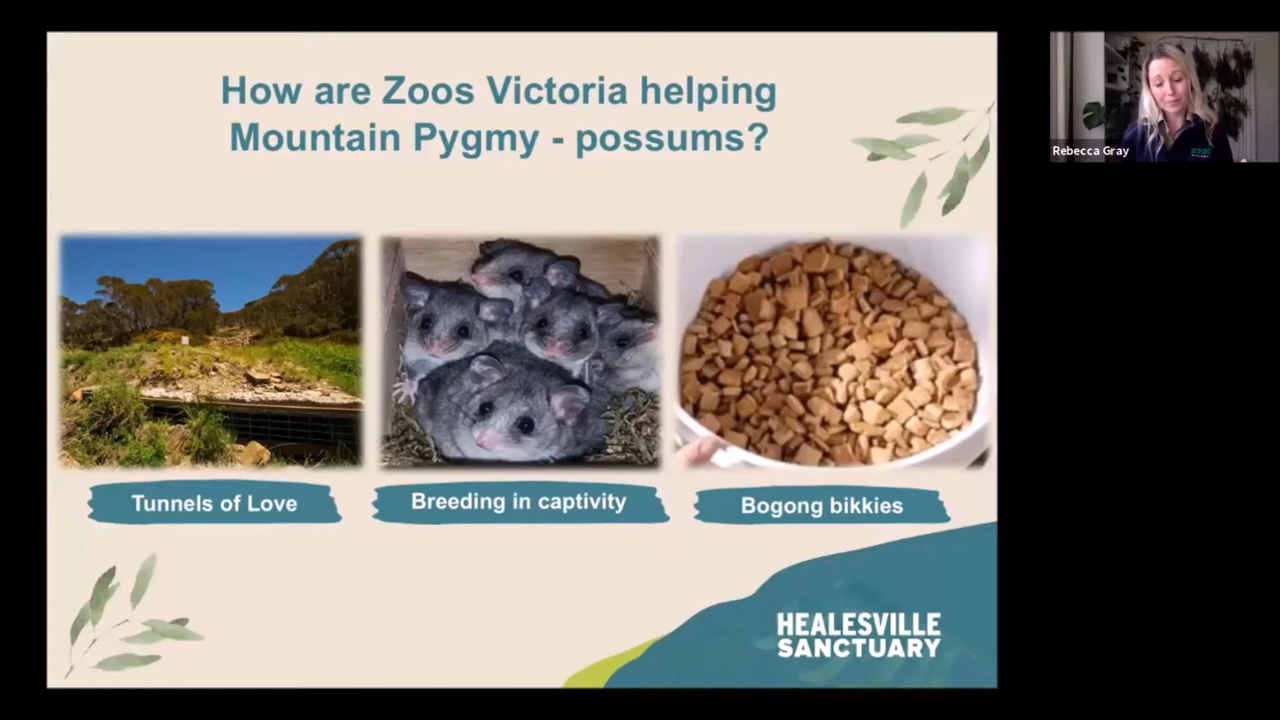 How are Zoos Victoria helping
Mountain Pygmy - possums?
Rebecca Gray
Tunnels of Love
Breeding in captivity
Bogong bikkies
HEALESVILLE
SANCTUARY